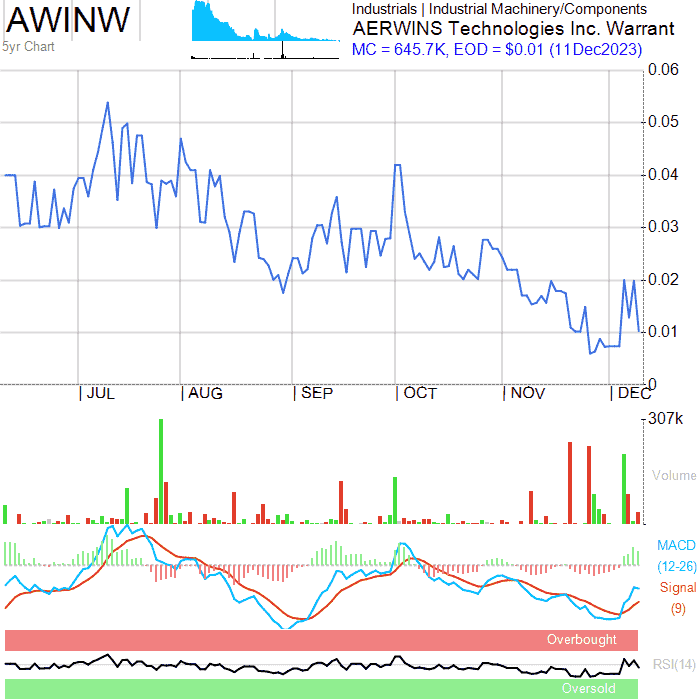 AWINW
5yr Chart
Industrials | Industrial Machinery/Components
AERWINS Technologies Inc. Warrant
MC = 645.7K, EOD = $0.01 (11Dec2023)
0.06
0.05
0.04
0.03
0.02
0.01
0
| JUL | AUG | SEP | OCT | NOV | DEC
307k
Volume
MACD
(12-26)
Signal
(9)
Overbought
RSI(14)
Oversold